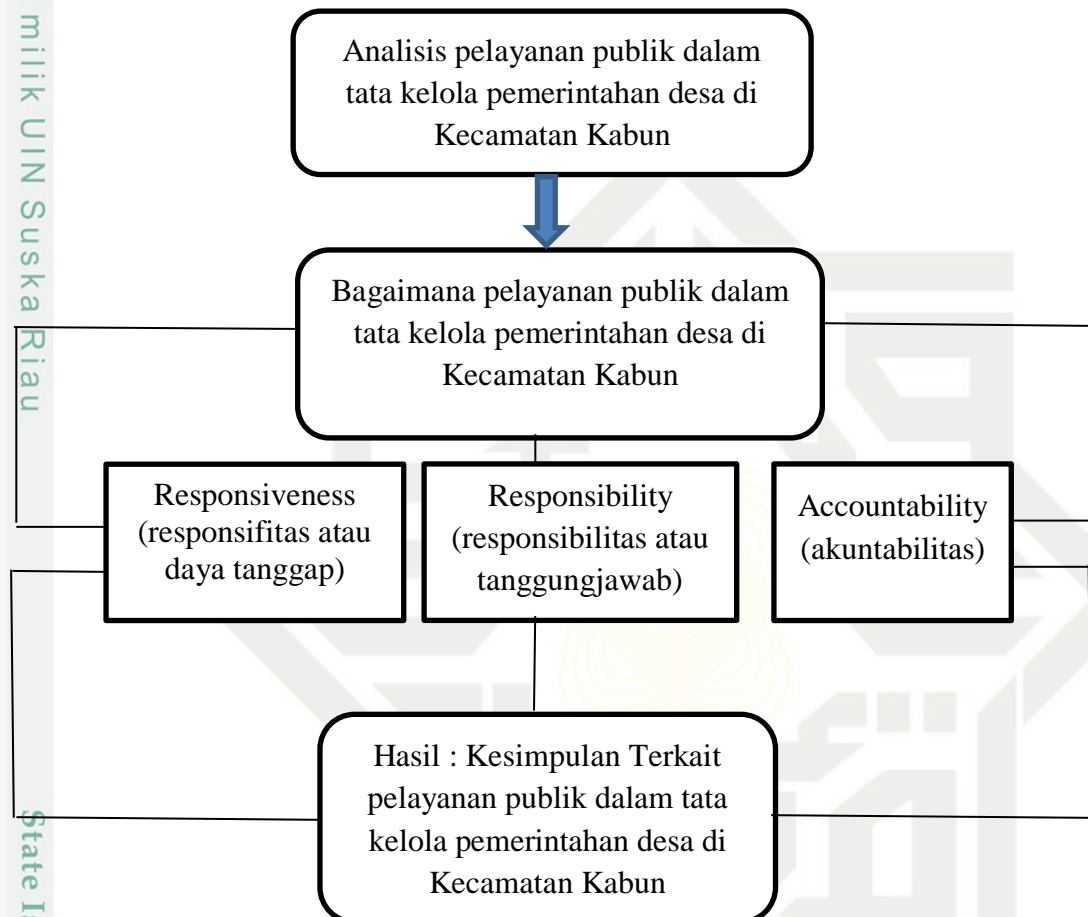 milik UIN Suska Riau
Analisis pelayanan publik dalam
tata kelola pemerintahan desa di
Kecamatan Kabun
Bagaimana pelayanan publik dalam
tata kelola pemerintahan desa di
Kecamatan Kabun
Responsiveness
(responsifitas atau
daya tanggap)
Responsibility
(responsibilitas atau
tanggungjawab)
Accountability
(akuntabilitas)
Hasil : Kesimpulan Terkait
pelayanan publik dalam tata
kelola pemerintahan desa di
Kecamatan Kabun
State